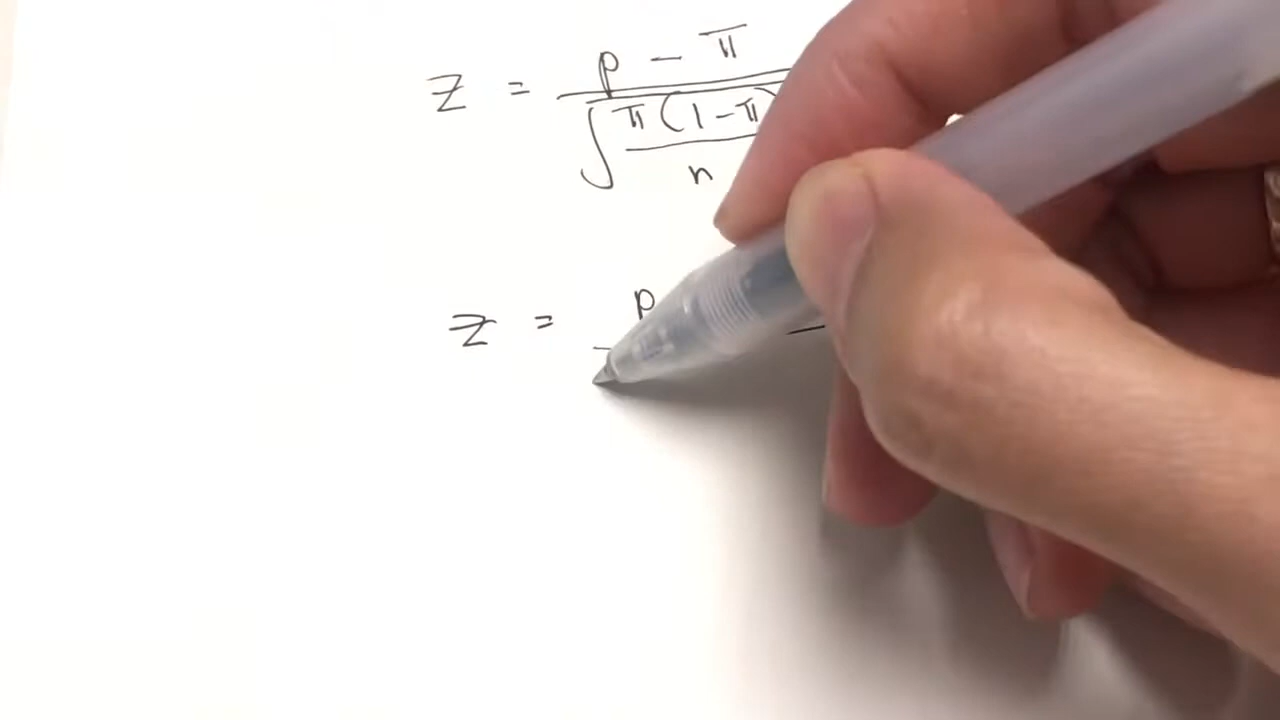 Z = p - π
√ π(1-π)
n
Z = p